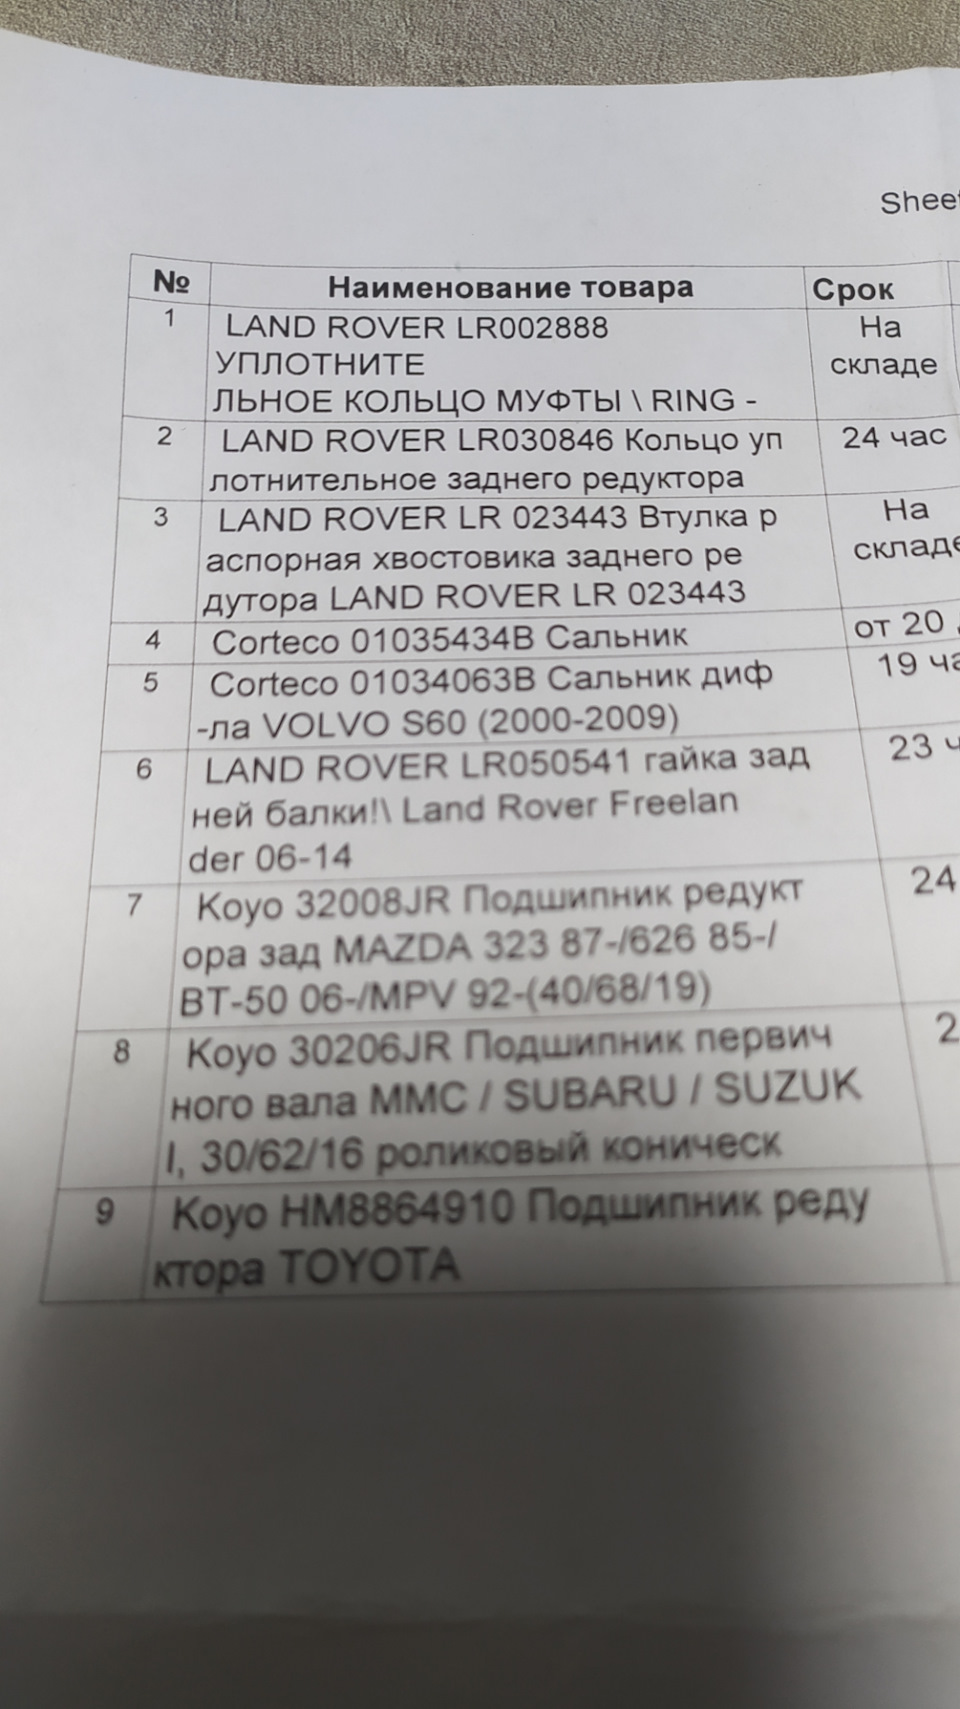 Sheet
№ Наименование товара Срок
1 LAND ROVER LR002888 На
УПЛОТНИТЕ складе
ЛЬНОЕ КОЛЬЦО МУФТЫ \ RING -
2 LAND ROVER LR030846 Кольцо уп 24 час
лотнительное заднего редуктора
3 LAND ROVER LR 023443 Втулка р На
аспорная хвостовика заднего ре складе
дутора LAND ROVER LR 023443
4 Corteco 01035434B Сальник от 20
5 Corteco 01034063B Сальник диф 19 ча
-ла VOLVO S60 (2000-2009)
6 LAND ROVER LR050541 гайка зад 23 ч
ней балки!\ Land Rover Freelan
der 06-14
7 Koyo 32008JR Подшипник редукт 24
ора зад MAZDA 323 87-/626 85-/
BT-50 06-/MPV 92-(40/68/19)
8 Koyo 30206JR Подшипник первич 2
ного вала MMC / SUBARU / SUZUK
I, 30/62/16 роликовый коническ
9 Koyo HM8864910 Подшипник реду
ктора TOYOTA